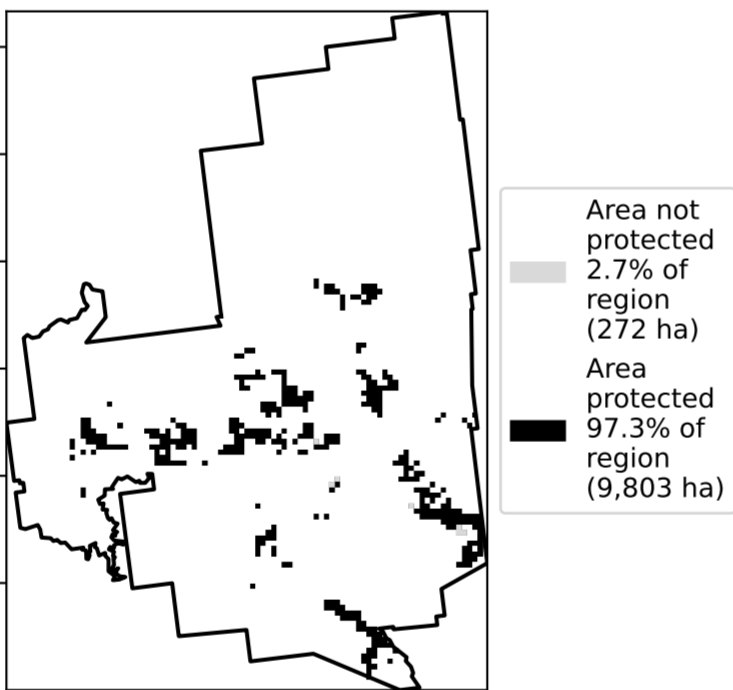 Area not
protected
2.7% of
region
(272 ha)
Area
protected
97.3% of
region
(9,803 ha)